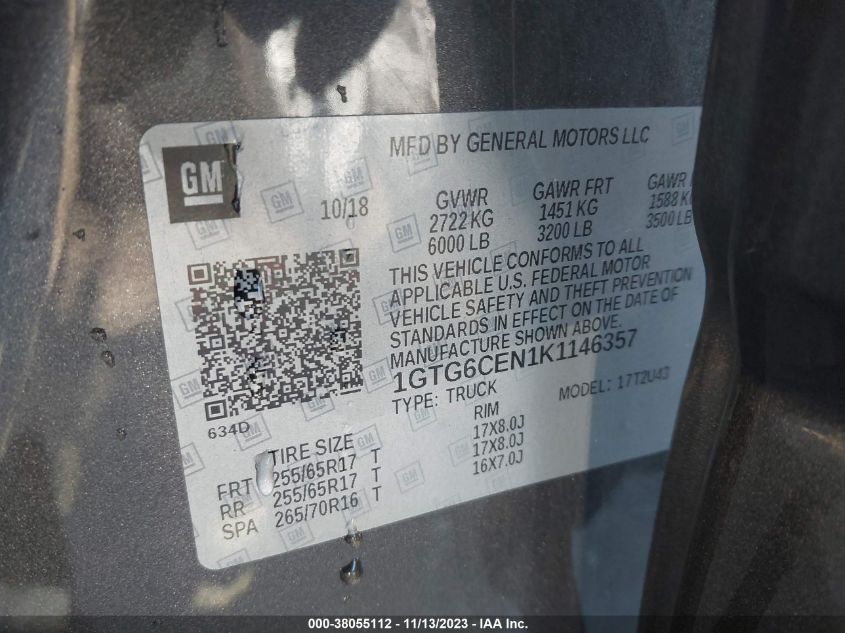 GM
MFD BY GENERAL MOTORS LLC
10/18
GVWR GAWR FRT GAWR
2722 KG 1451 KG 1588
6000 LB 3200 LB 3500 LB
THIS VEHICLE CONFORMS TO ALL
APPLICABLE U.S. FEDERAL MOTOR
VEHICLE SAFETY AND THEFT PREVENTION
STANDARDS IN EFFECT ON THE DATE OF
MANUFACTURE SHOWN ABOVE.
1GTG6CEN1K1146357
TYPE: TRUCK MODEL: 17T2U43
634D
TIRE SIZE RIM
FRT 255/65R17 T 17X8.0J
RR 255/65R17 T 17X8.0J
SPA 265/70R16 T 16X7.0J
000-38055112 - 11/13/2023 - IAA Inc.